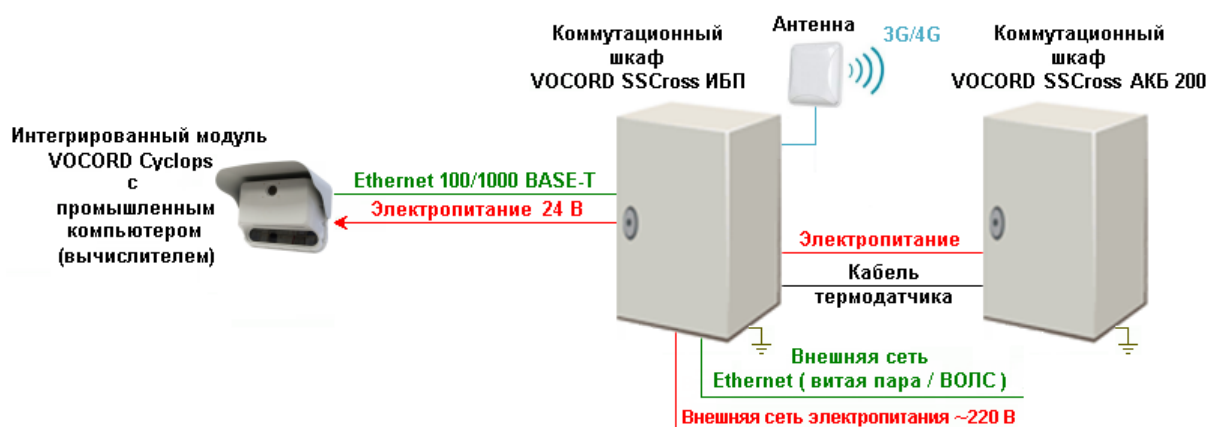 Коммутационный
шкаф
VOCORD SSCross ИБП
Антенна
3G/4G
Коммутационный
шкаф
VOCORD SSCross АКБ 200
Интегрированный модуль
VOCORD Cyclops
с
промышленным
компьютером
(вычислителем)
Ethernet 100/1000 BASE-T
Электропитание 24 В
Электропитание
Кабель
термодатчика
Внешняя сеть
Ethernet ( витая пара / ВОЛС )
Внешняя сеть электропитания ~220 В